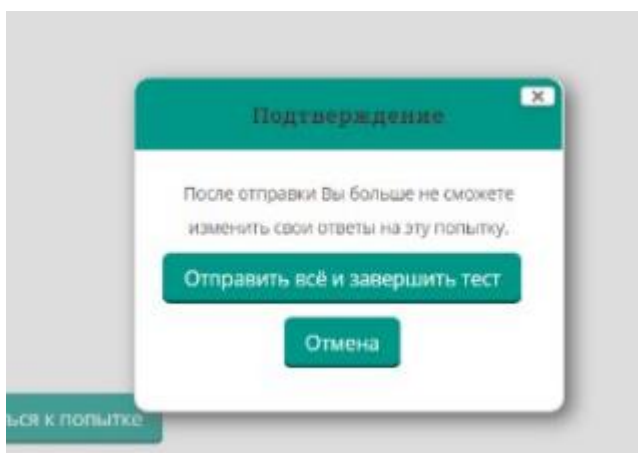 Подтверждение
После отправки Вы больше не сможете
изменить свои ответы на эту попытку.
Отправить всё и завершить тест
Отмена
к попытке